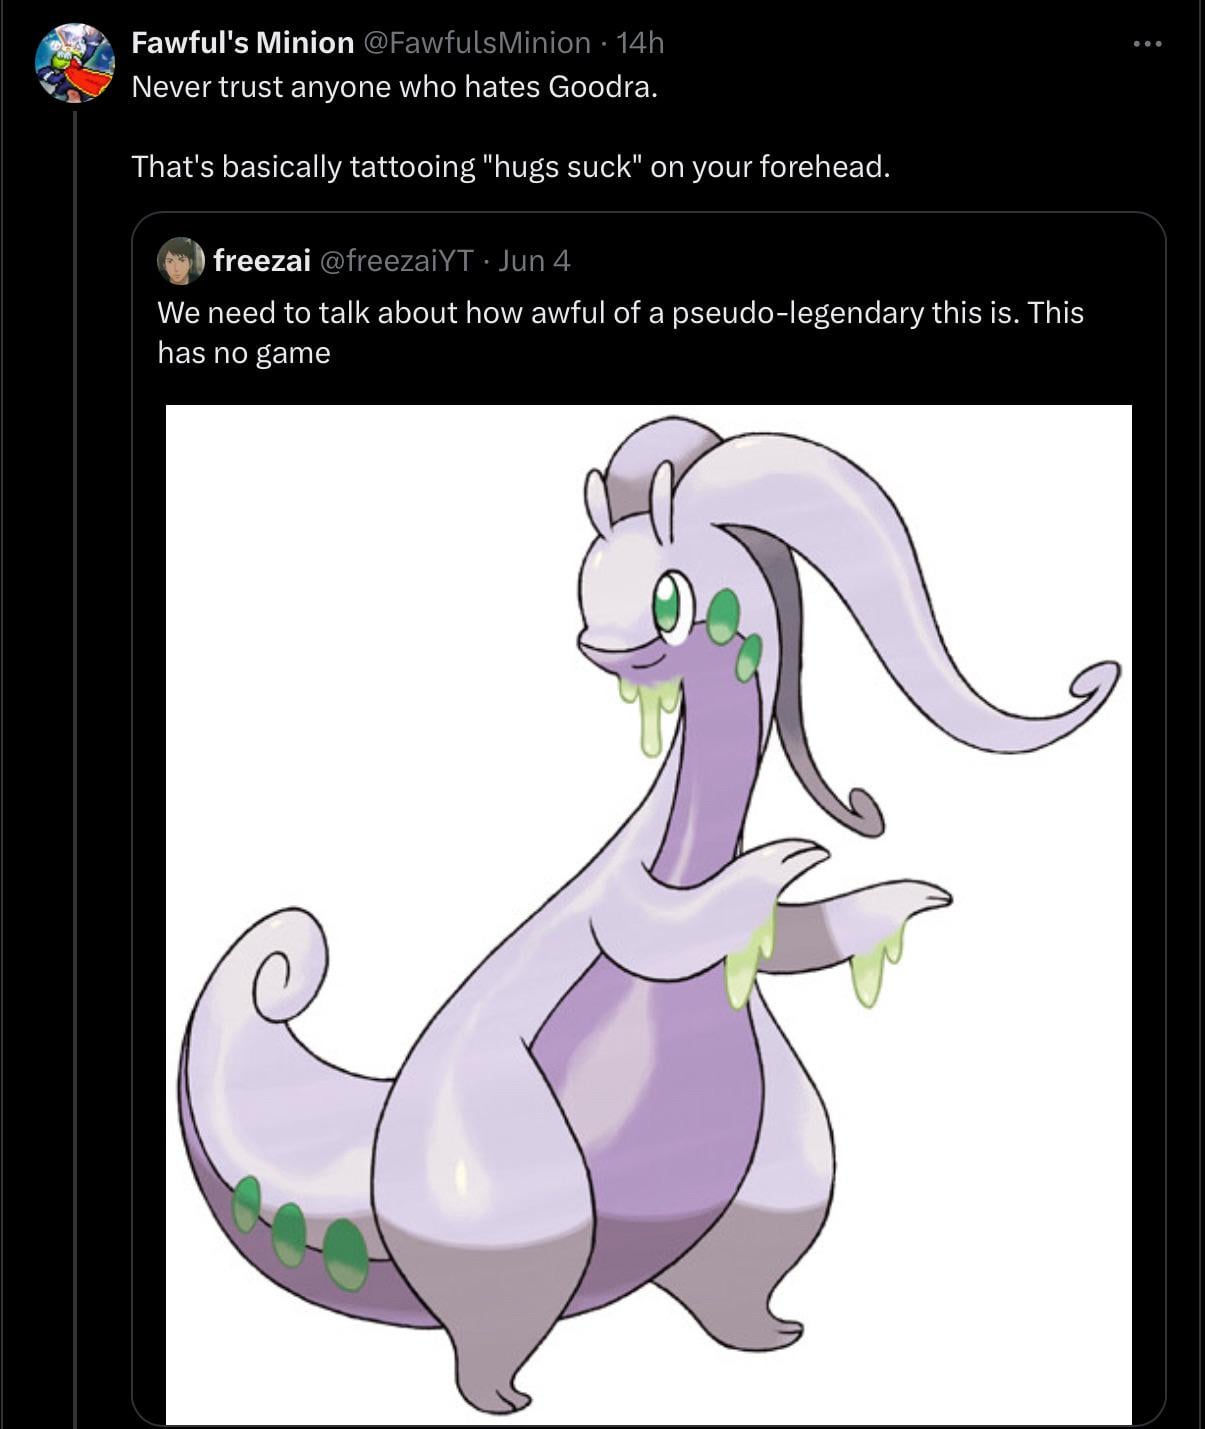 Fawful's Minion @FawfulsMinion · 14h
Never trust anyone who hates Goodra.
That's basically tattooing "hugs suck" on your forehead.
freezai @freezaiYT · Jun 4
We need to talk about how awful of a pseudo-legendary this is. This
has no game